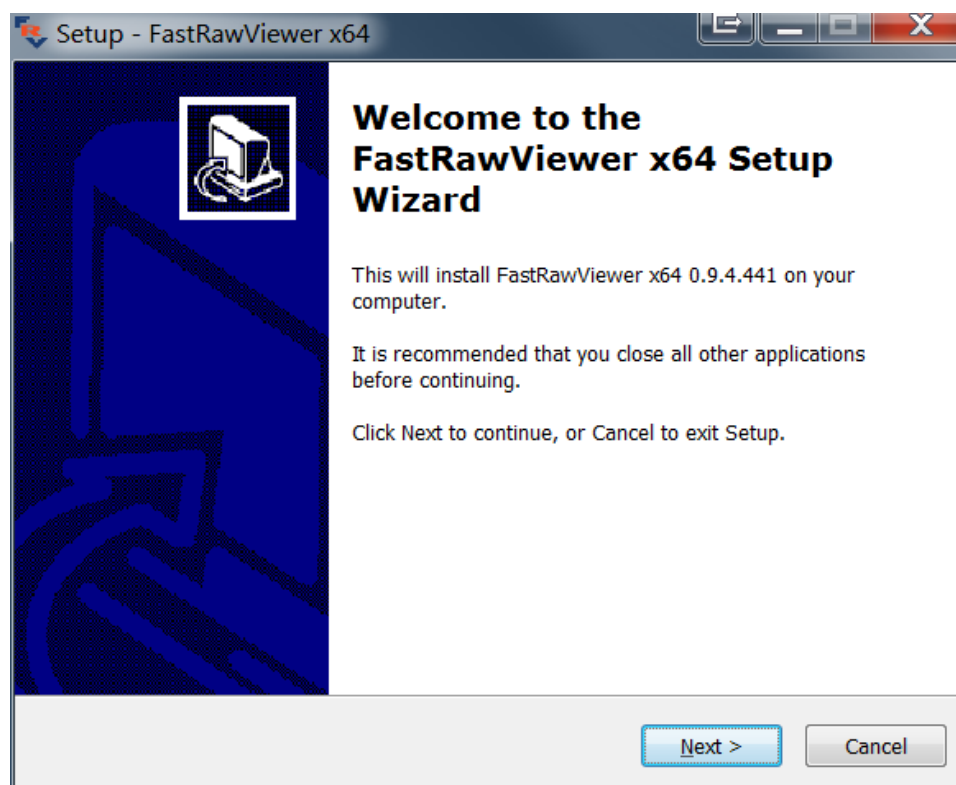 Setup - FastRawViewer x64
Welcome to the
FastRawViewer x64 Setup
Wizard
This will install FastRawViewer x64 0.9.4.441 on your
computer.
It is recommended that you close all other applications
before continuing.
Click Next to continue, or Cancel to exit Setup.
Next >
Cancel